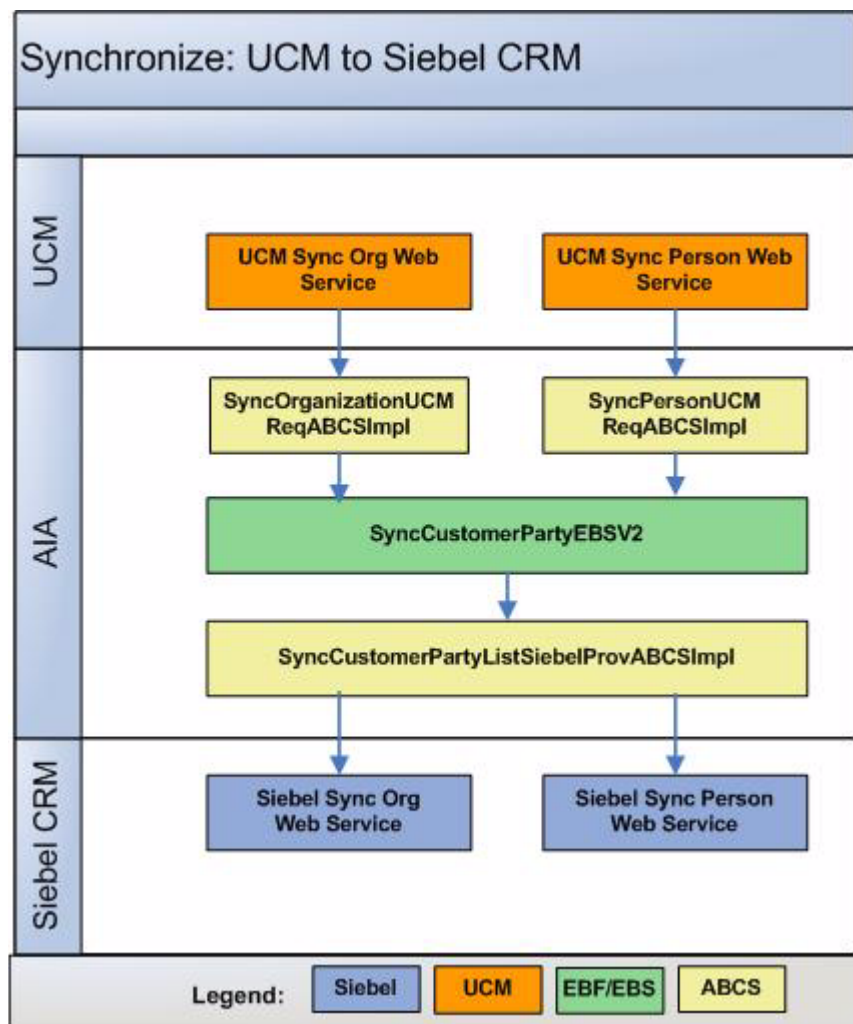 Synchronize: UCM to Siebel CRM
UCM
UCM Sync Org Web
Service
UCM Sync Person Web
Service
AIA
SyncOrganizationUCM
ReqABCSImpl
SyncPersonUCM
ReqABCSImpl
SyncCustomerPartyEBSV2
SyncCustomerPartyListSiebelProvABCSImpl
Siebel CRM
Siebel Sync Org
Web Service
Siebel Sync Person
Web Service
Legend:
Siebel
UCM
EBF/EBS
ABCS